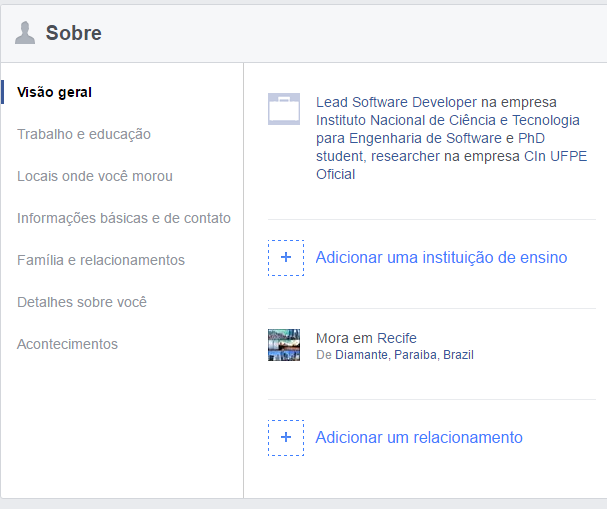 Sobre
Visão geral
Trabalho e educação
Locais onde você morou
Informações básicas e de contato
Família e relacionamentos
Detalhes sobre você
Acontecimentos
Lead Software Developer na empresa
Instituto Nacional de Ciência e Tecnologia
para Engenharia de Software e PhD
student, researcher na empresa CIn UFPE
Oficial
+ Adicionar uma instituição de ensino
Mora em Recife
De Diamante, Paraiba, Brazil
+ Adicionar um relacionamento